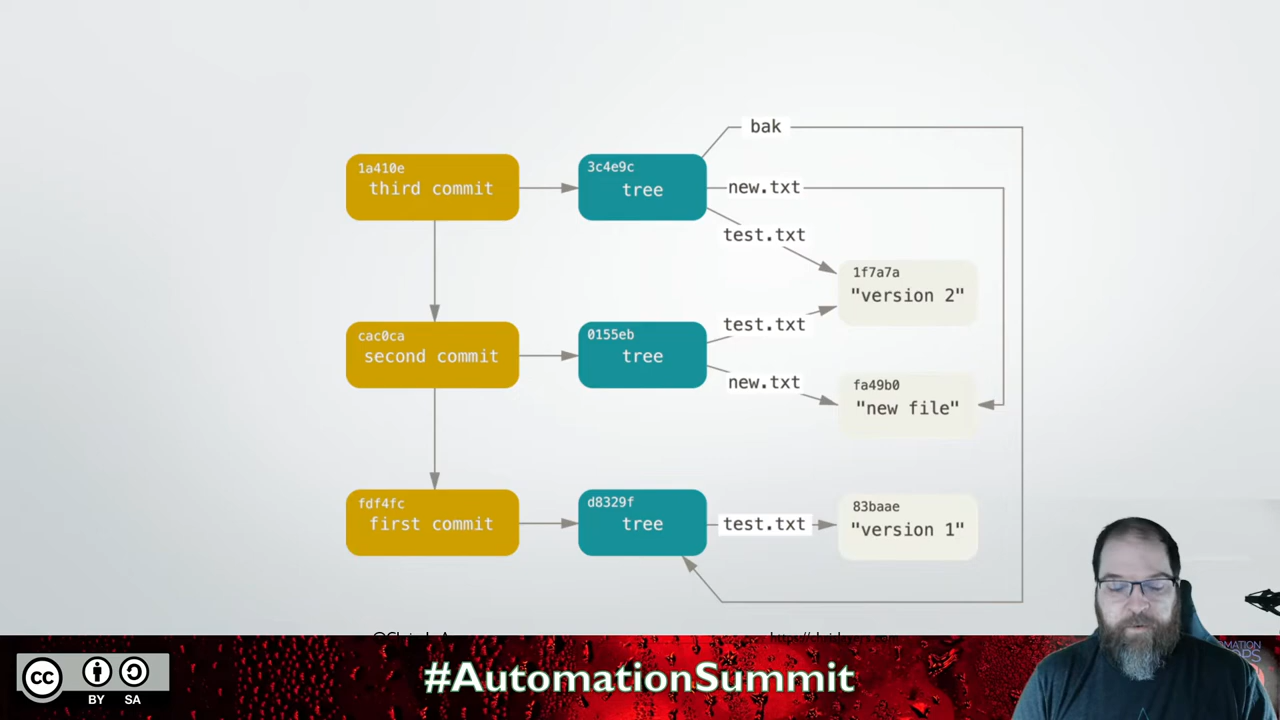 bak
1a410e
third commit
3c4e9c
tree
new.txt
test.txt
1f7a7a
"version 2"
cac0ca
second commit
0155eb
tree
test.txt
new.txt
fa49b0
"new file"
fdf4fc
first commit
d8329f
tree
test.txt
83baae
"version 1"
cc
BY SA
#AutomationSummit